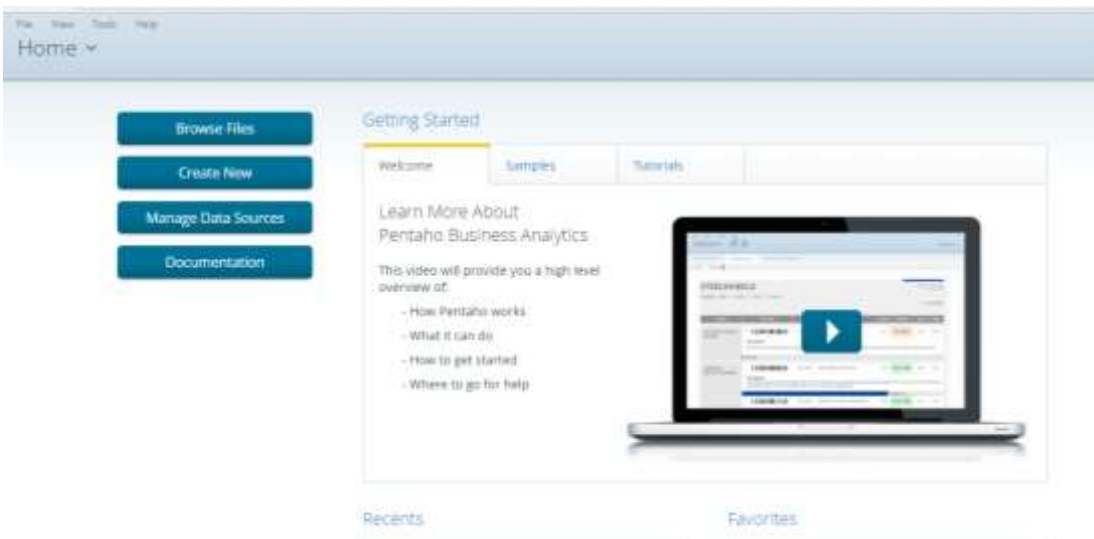 File View Tools Help
Home
Browse Files
Create New
Manage Data Sources
Documentation
Getting Started
Welcome Samples Tutorials
Learn More About
Pentaho Business Analytics
This video will provide you a high level
overview of:
- How Pentaho works
- What it can do
- How to get started
- Where to go for help
Recents Favorites